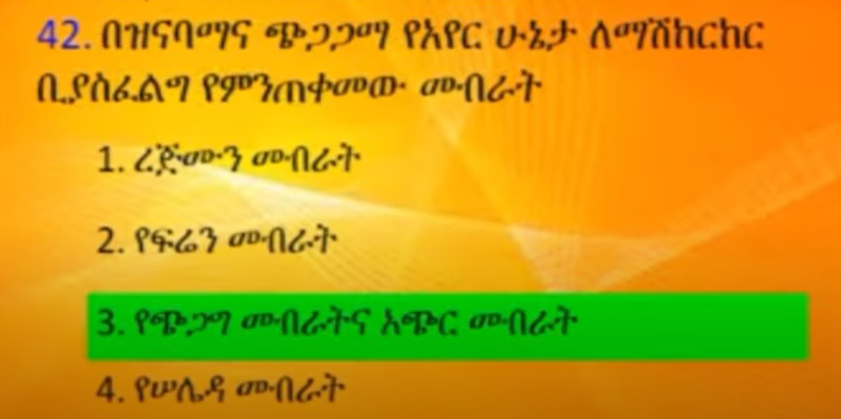 42. በዝናባማና ጭጋጋማ የአየር ሁኔታ ለማሽከርከር
ቢያስፈልግ የምንጠቀመው መብራት
1. ረጅሙን መብራት
2. የፍሬን መብራት
3. የጭጋግ መብራትና አጭር መብራት
4. የሠሌዳ መብራት